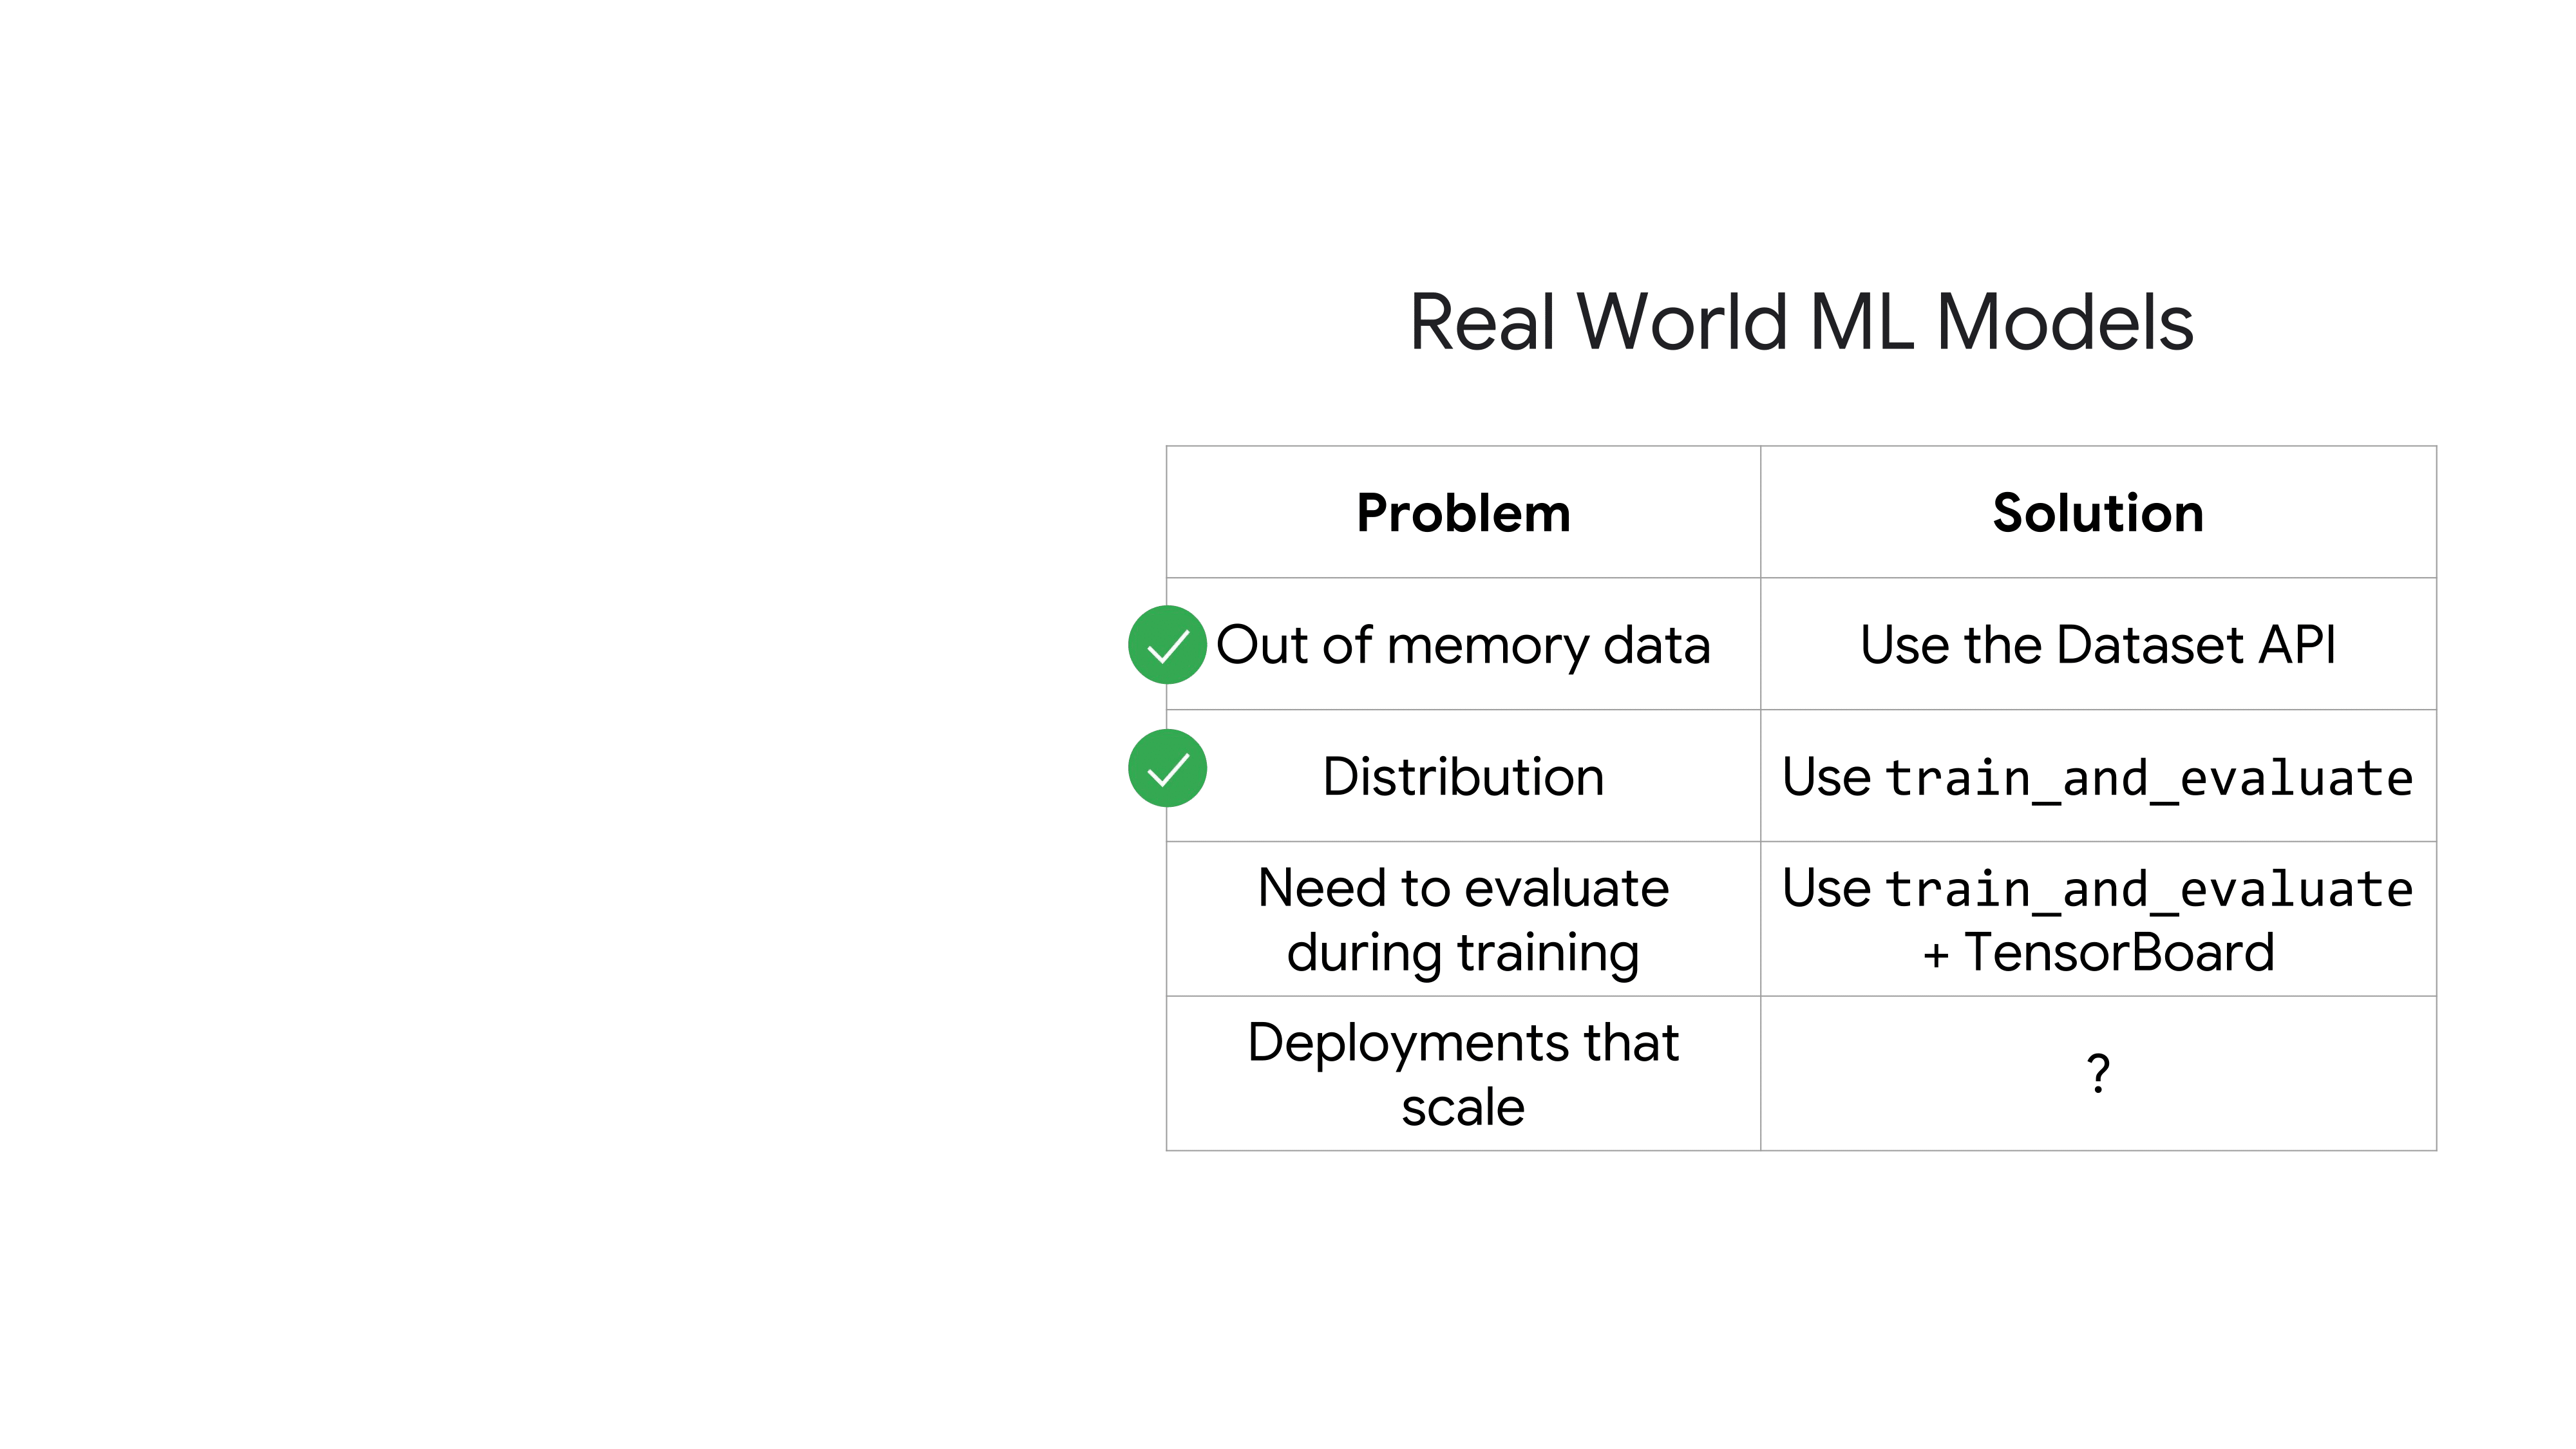 Real World ML Models
Problem
Solution
Out of memory data
Use the Dataset API
Distribution
Use train_and_evaluate
Need to evaluate
during training
Use train_and_evaluate
+ TensorBoard
Deployments that
scale
?